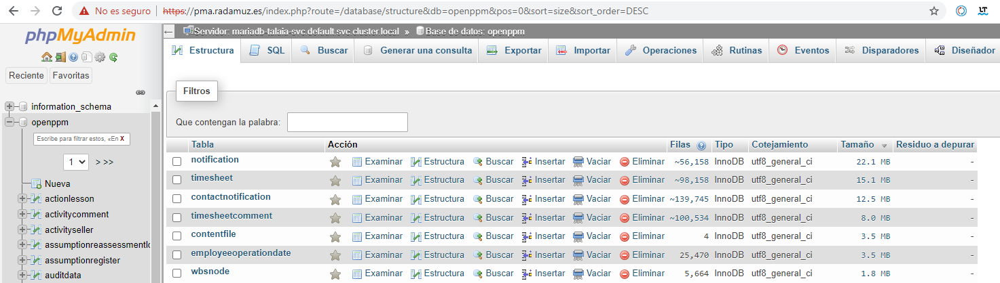 No es seguro | https://pma.radamuz.es/index.php?route=/database/structure&db=openppm&pos=0&sort=size&sort_order=DESC
phpMyAdmin
Reciente Favoritas
information_schema
openppm
Escribe para filtrar estos, «En X
1 > >>
Nueva
actionlesson
activitycomment
activityseller
assumptionregister
auditdata
Servidor: mariadb-talaia-svc.default.svc.cluster.local » Base de datos: openppm
Estructura SQL Buscar Generar una consulta Exportar Importar Operaciones Rutinas Eventos Disparadores Diseñador
Filtros
Que contengan la palabra:
Tabla Acción Filas Tipo Cotejamiento Tamaño Residuo a depurar
notification Examinar Estructura Buscar Insertar Vaciar Eliminar ~56,158 InnoDB utf8_general_ci 22.1 MB -
timesheet Examinar Estructura Buscar Insertar Vaciar Eliminar ~98,158 InnoDB utf8_general_ci 15.1 MB -
contactnotification Examinar Estructura Buscar Insertar Vaciar Eliminar ~139,745 InnoDB utf8_general_ci 12.5 MB -
timesheetcomment Examinar Estructura Buscar Insertar Vaciar Eliminar ~100,534 InnoDB utf8_general_ci 8.0 MB -
contentfile Examinar Estructura Buscar Insertar Vaciar Eliminar 4 InnoDB utf8_general_ci 3.5 MB -
employeeoperationdate Examinar Estructura Buscar Insertar Vaciar Eliminar 25,470 InnoDB utf8_general_ci 3.5 MB -
wbsnode Examinar Estructura Buscar Insertar Vaciar Eliminar 5,664 InnoDB utf8_general_ci 1.8 MB -